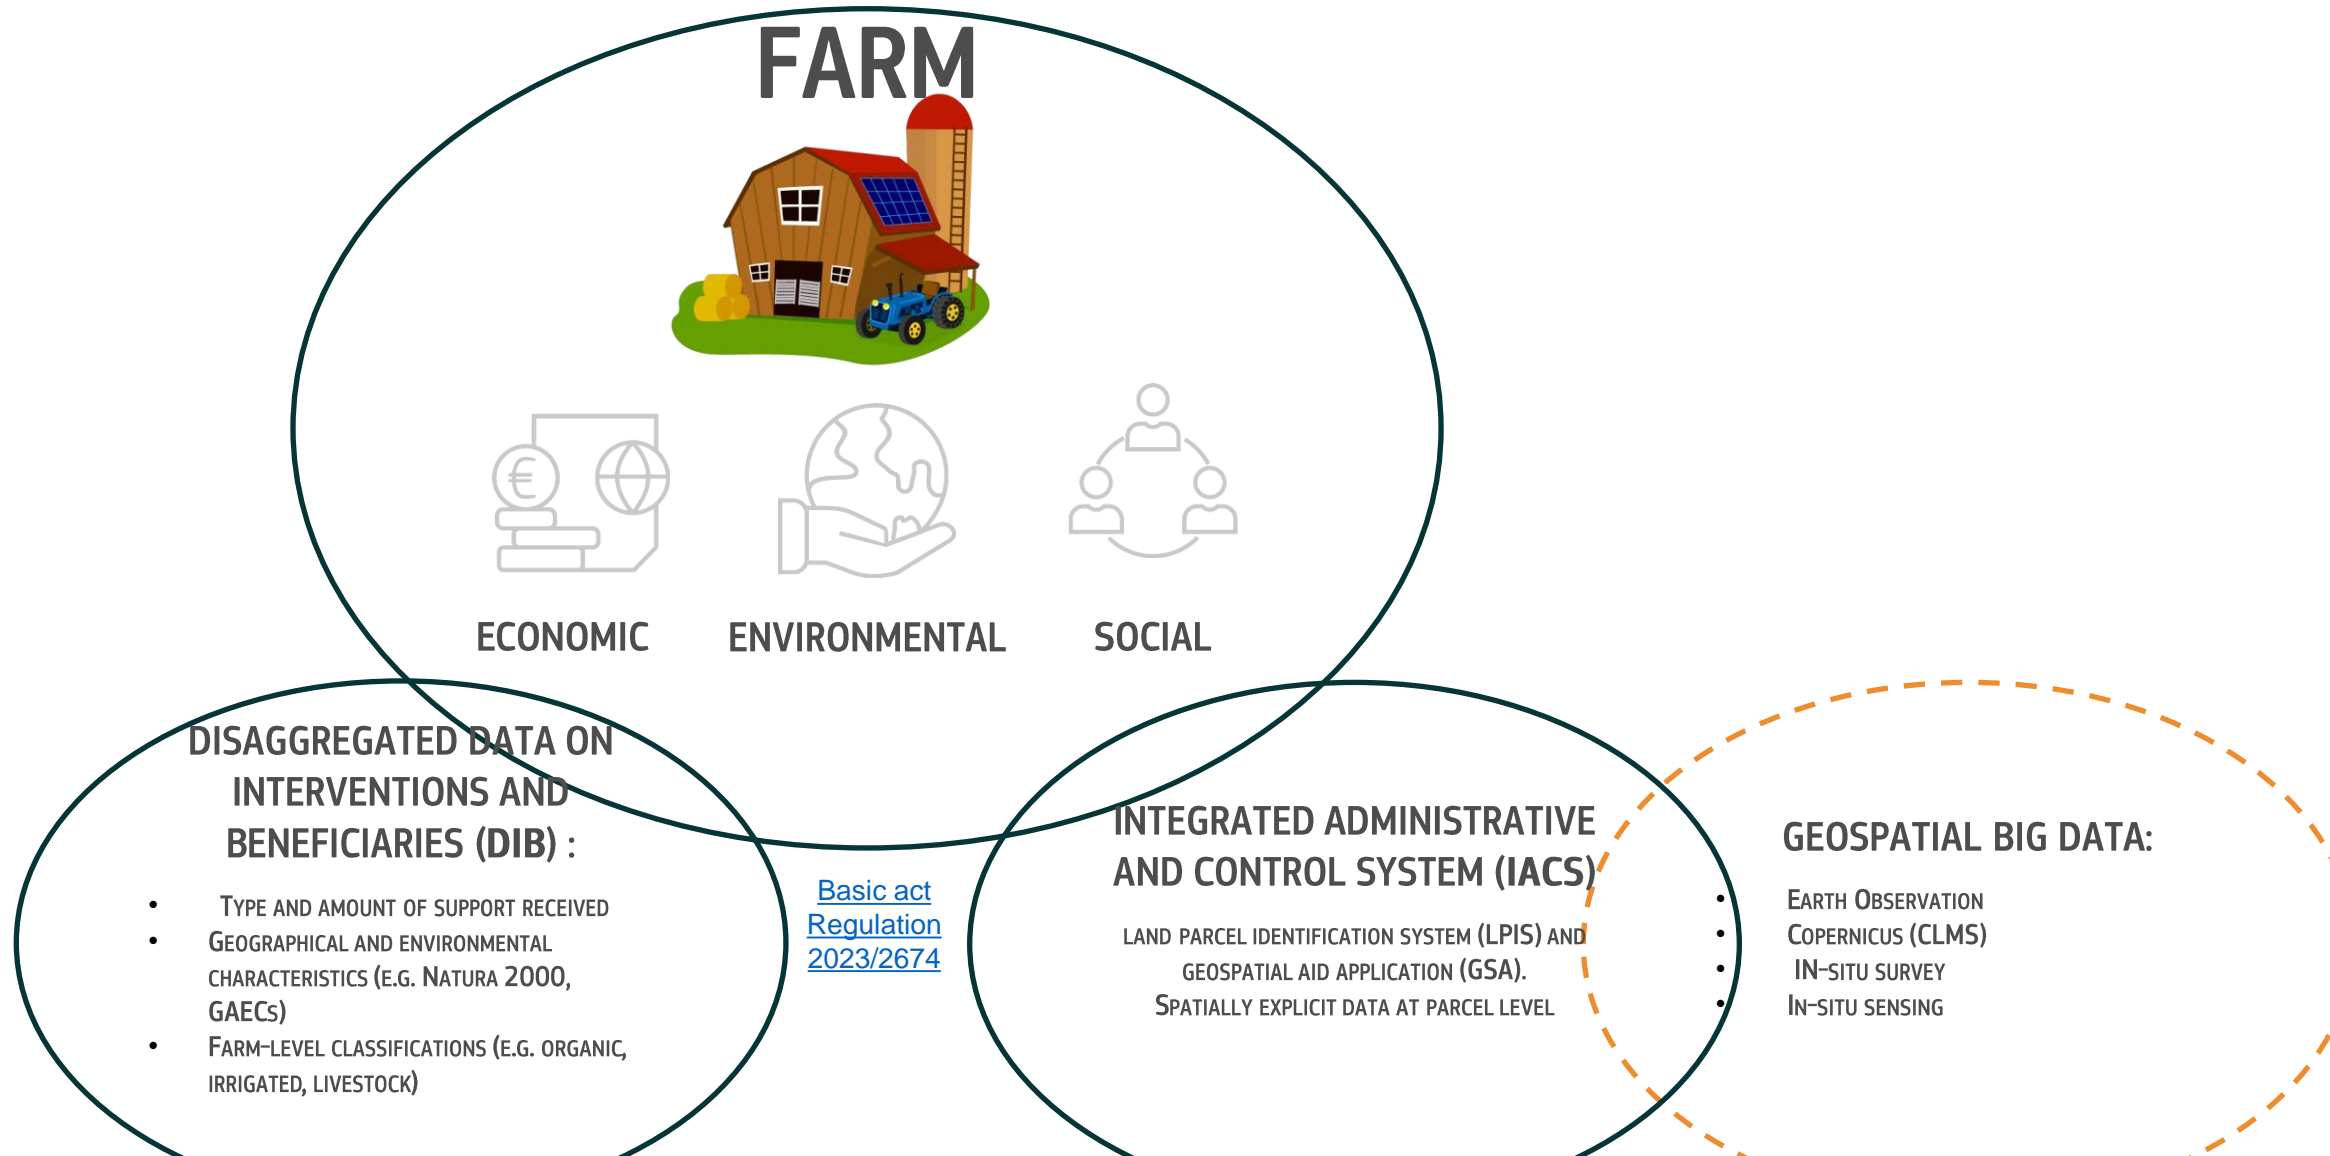 FARM
ECONOMIC
ENVIRONMENTAL
SOCIAL
DISAGGREGATED DATA ON
INTERVENTIONS AND
BENEFICIARIES (DIB) :
• TYPE AND AMOUNT OF SUPPORT RECEIVED
• GEOGRAPHICAL AND ENVIRONMENTAL
CHARACTERISTICS (E.G. NATURA 2000,
GAECS)
• FARM-LEVEL CLASSIFICATIONS (E.G. ORGANIC,
IRRIGATED, LIVESTOCK)
Basic act
Regulation
2023/2674
INTEGRATED ADMINISTRATIVE
AND CONTROL SYSTEM (IACS)
LAND PARCEL IDENTIFICATION SYSTEM (LPIS) AND
GEOSPATIAL AID APPLICATION (GSA).
SPATIALLY EXPLICIT DATA AT PARCEL LEVEL
GEOSPATIAL BIG DATA:
• EARTH OBSERVATION
• COPERNICUS (CLMS)
• IN-SITU SURVEY
• IN-SITU SENSING